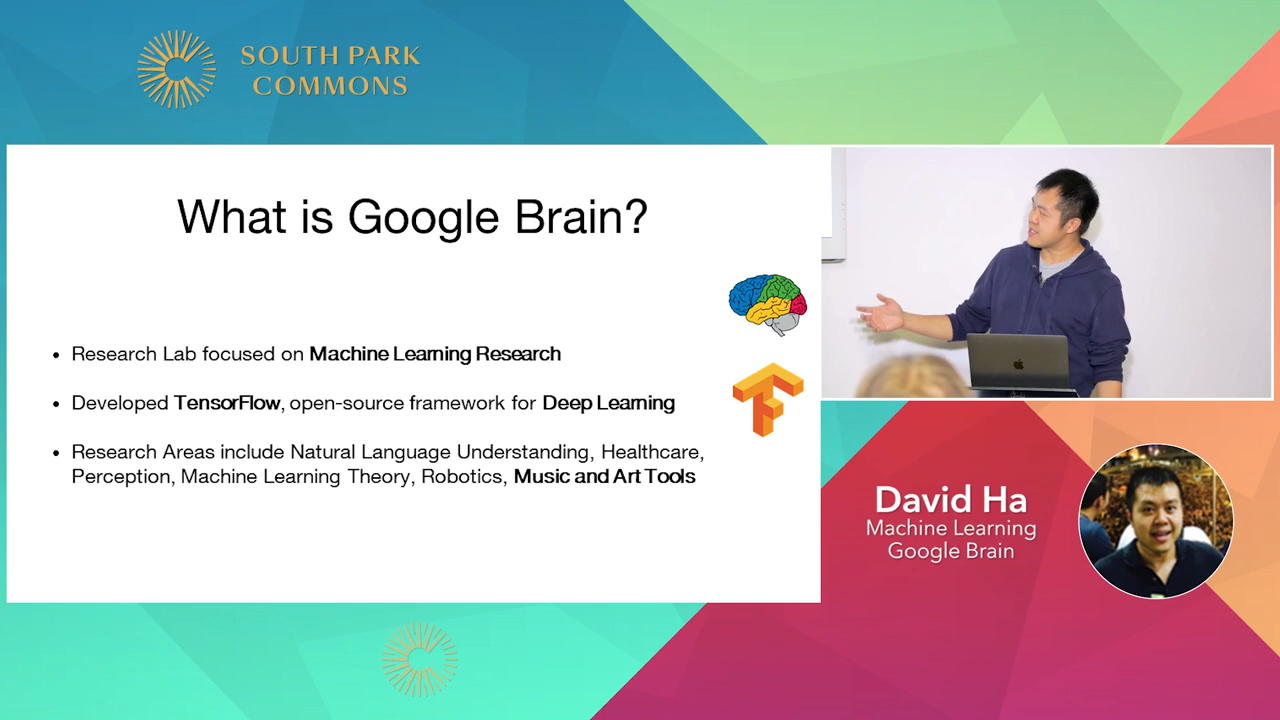 SOUTH PARK
COMMONS
What is Google Brain?
• Research Lab focused on Machine Learning Research
• Developed TensorFlow, open-source framework for Deep Learning
• Research Areas include Natural Language Understanding, Healthcare,
Perception, Machine Learning Theory, Robotics, Music and Art Tools
David Ha
Machine Learning
Google Brain